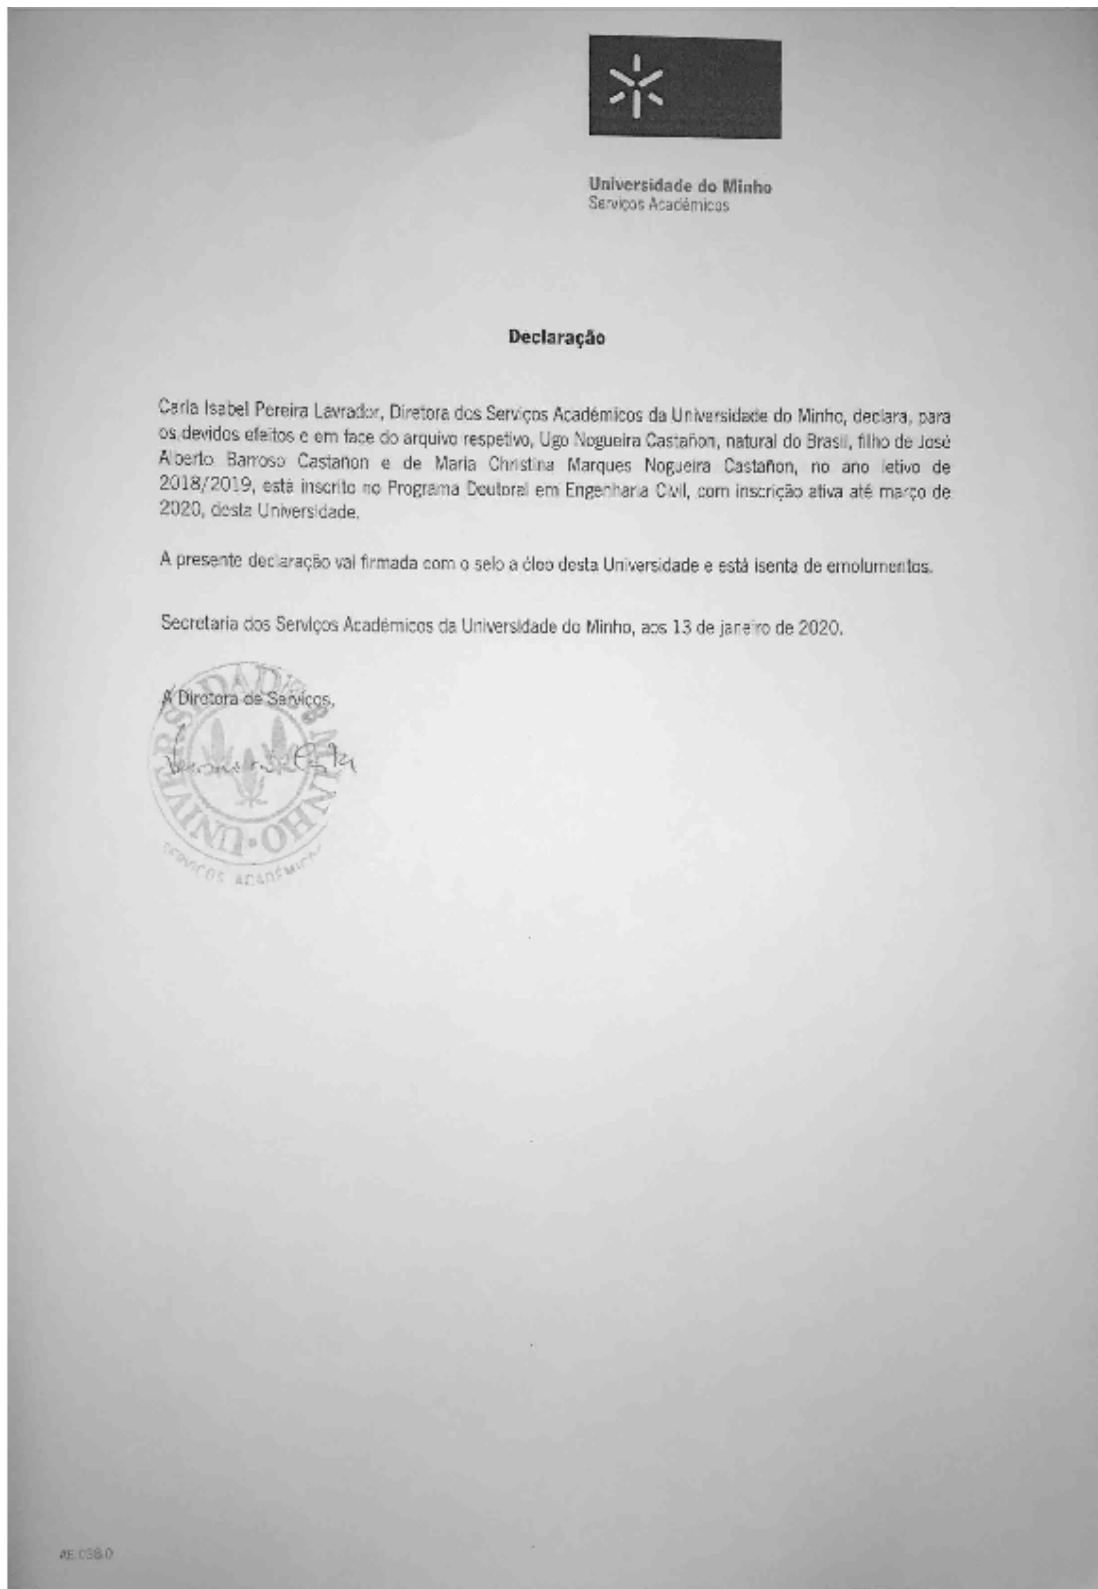 Universidade do Minho
Serviços Académicos
Declaração
Carla Isabel Pereira Lavrador, Diretora dos Serviços Académicos da Universidade do Minho, declara, para
os devidos efeitos e em face do arquivo respetivo, Ugo Nogueira Castañon, natural do Brasil, filho de José
Alberto Barroso Castañon e de Maria Christina Marques Nogueira Castañon, no ano letivo de
2018/2019, está inscrito no Programa Doutoral em Engenharia Civil, com inscrição ativa até março de
2020, desta Universidade.
A presente declaração vai firmada com o selo a óleo desta Universidade e está isenta de emolumentos.
Secretaria dos Serviços Académicos da Universidade do Minho, aos 13 de janeiro de 2020.
A Diretora de Serviços,
UNIVERSIDADE MINHO
SERVIÇOS ACADÉMICOS